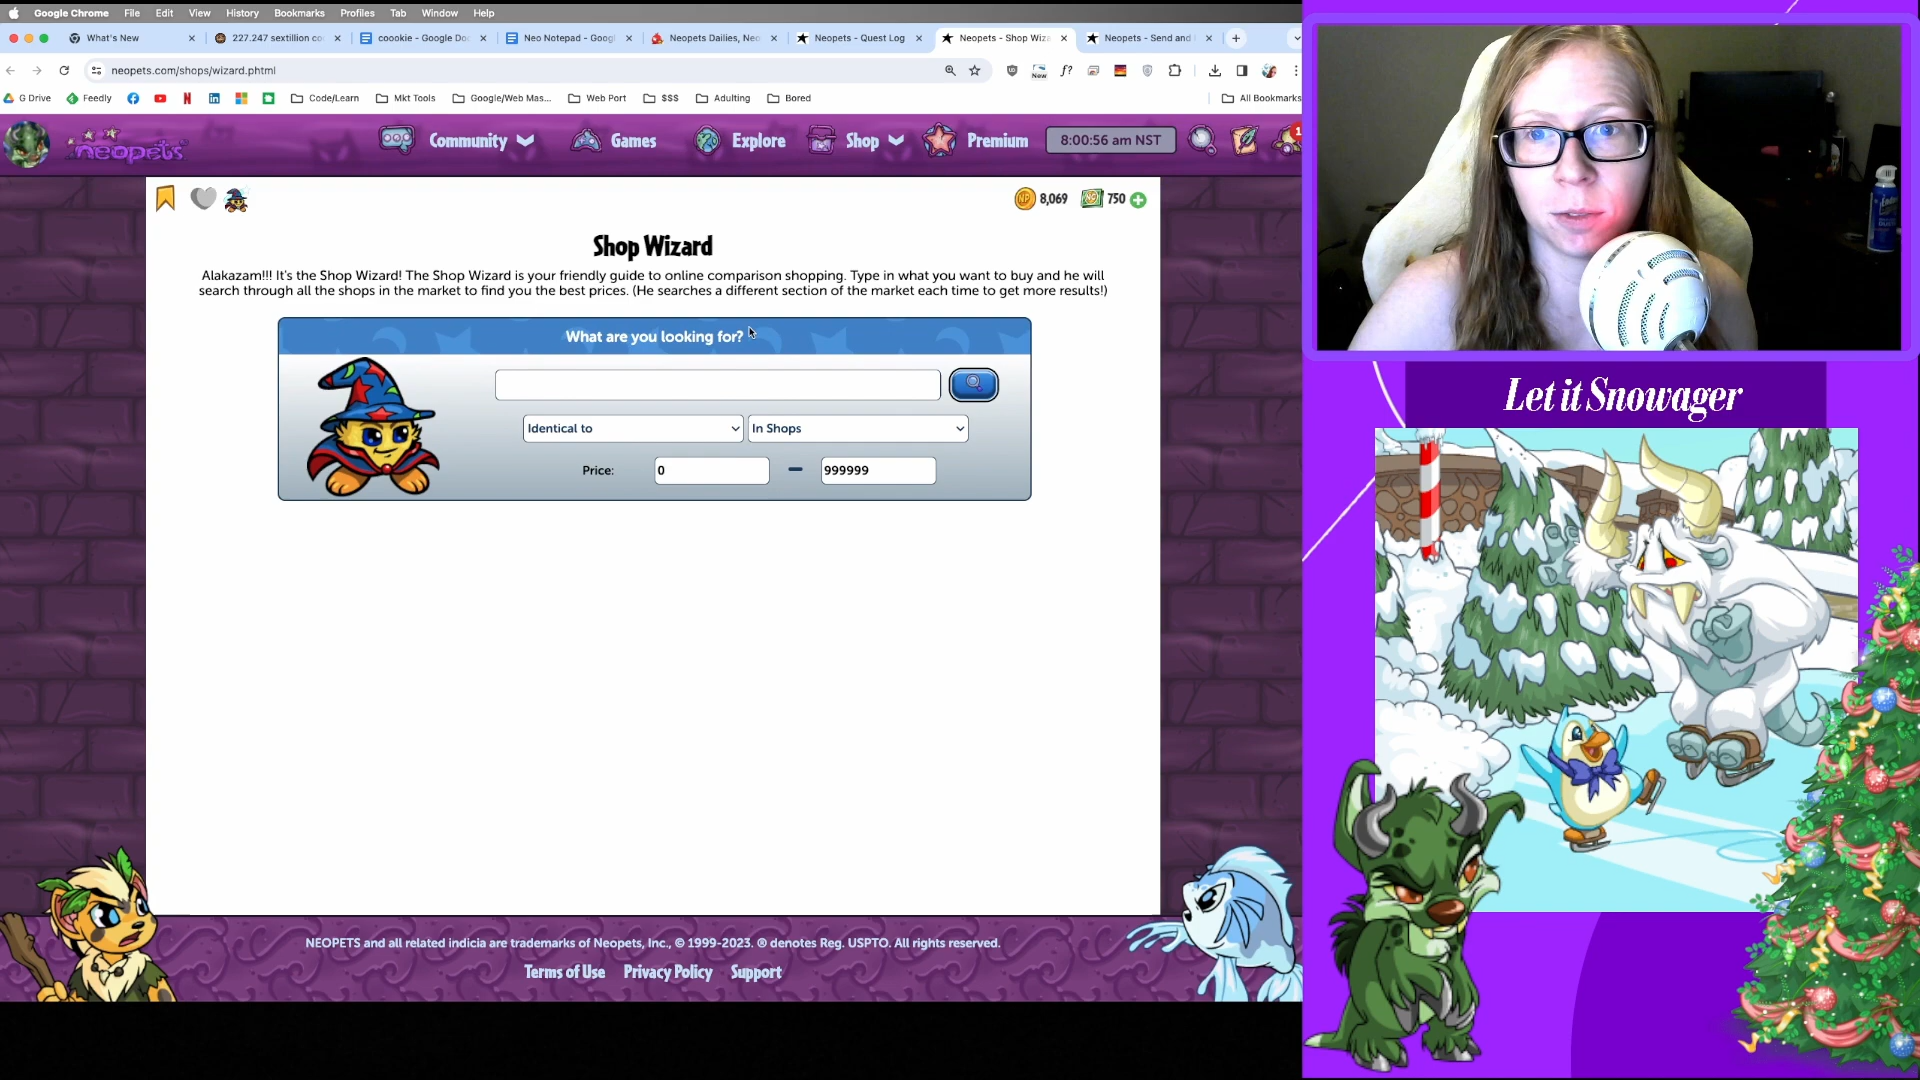 Google Chrome File Edit View History Bookmarks Profiles Tab Window Help
What's New
227.247 sextillion co
coookie - Google Doc
Neo Notepad - Googl
Neopets Dailies, Neo
Neopets - Quest Log
Neopets - Shop Wiza
Neopets - Send and
neopets.com/shops/wizard.phtml
New
f?
G Drive Feedly Code/Learn Mkt Tools Google/Web Mas... Web Port $$$ Adulting Bored All Bookmarks
neopets Community Games Explore Shop Premium 8:00:56 am NST 1
NP 8,069 750
Shop Wizard
Alakazam!!! It's the Shop Wizard! The Shop Wizard is your friendly guide to online comparison shopping. Type in what you want to buy and he will
search through all the shops in the market to find you the best prices. (He searches a different section of the market each time to get more results!)
What are you looking for?
Identical to In Shops
Price: 0 — 999999
NEOPETS and all related indicia are trademarks of Neopets, Inc., © 1999-2023. ® denotes Reg. USPTO. All rights reserved.
Terms of Use Privacy Policy Support
Let it Snowager